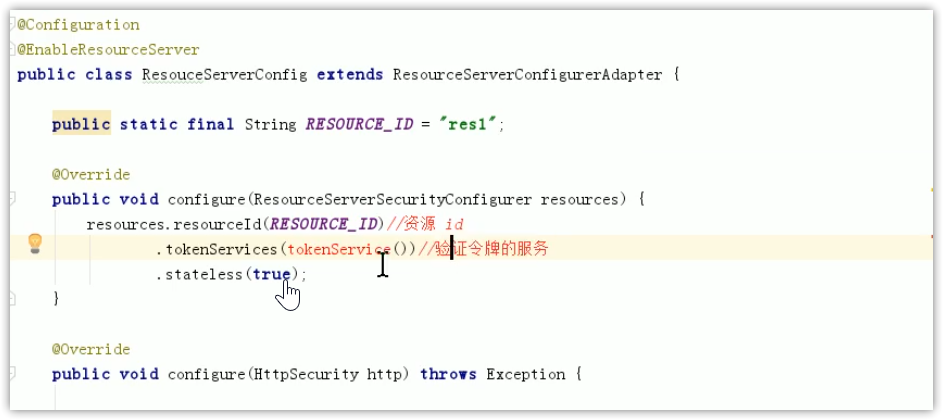 @Configuration
@EnableResourceServer
public class ResouceServerConfig extends ResourceServerConfigurerAdapter {
public static final String RESOURCE_ID = "res1";
@Override
public void configure(ResourceServerSecurityConfigurer resources) {
resources.resourceId(RESOURCE_ID)//资源 id
.tokenServices(tokenService())//验证令牌的服务
.stateless(true);
}
@Override
public void configure(HttpSecurity http) throws Exception {